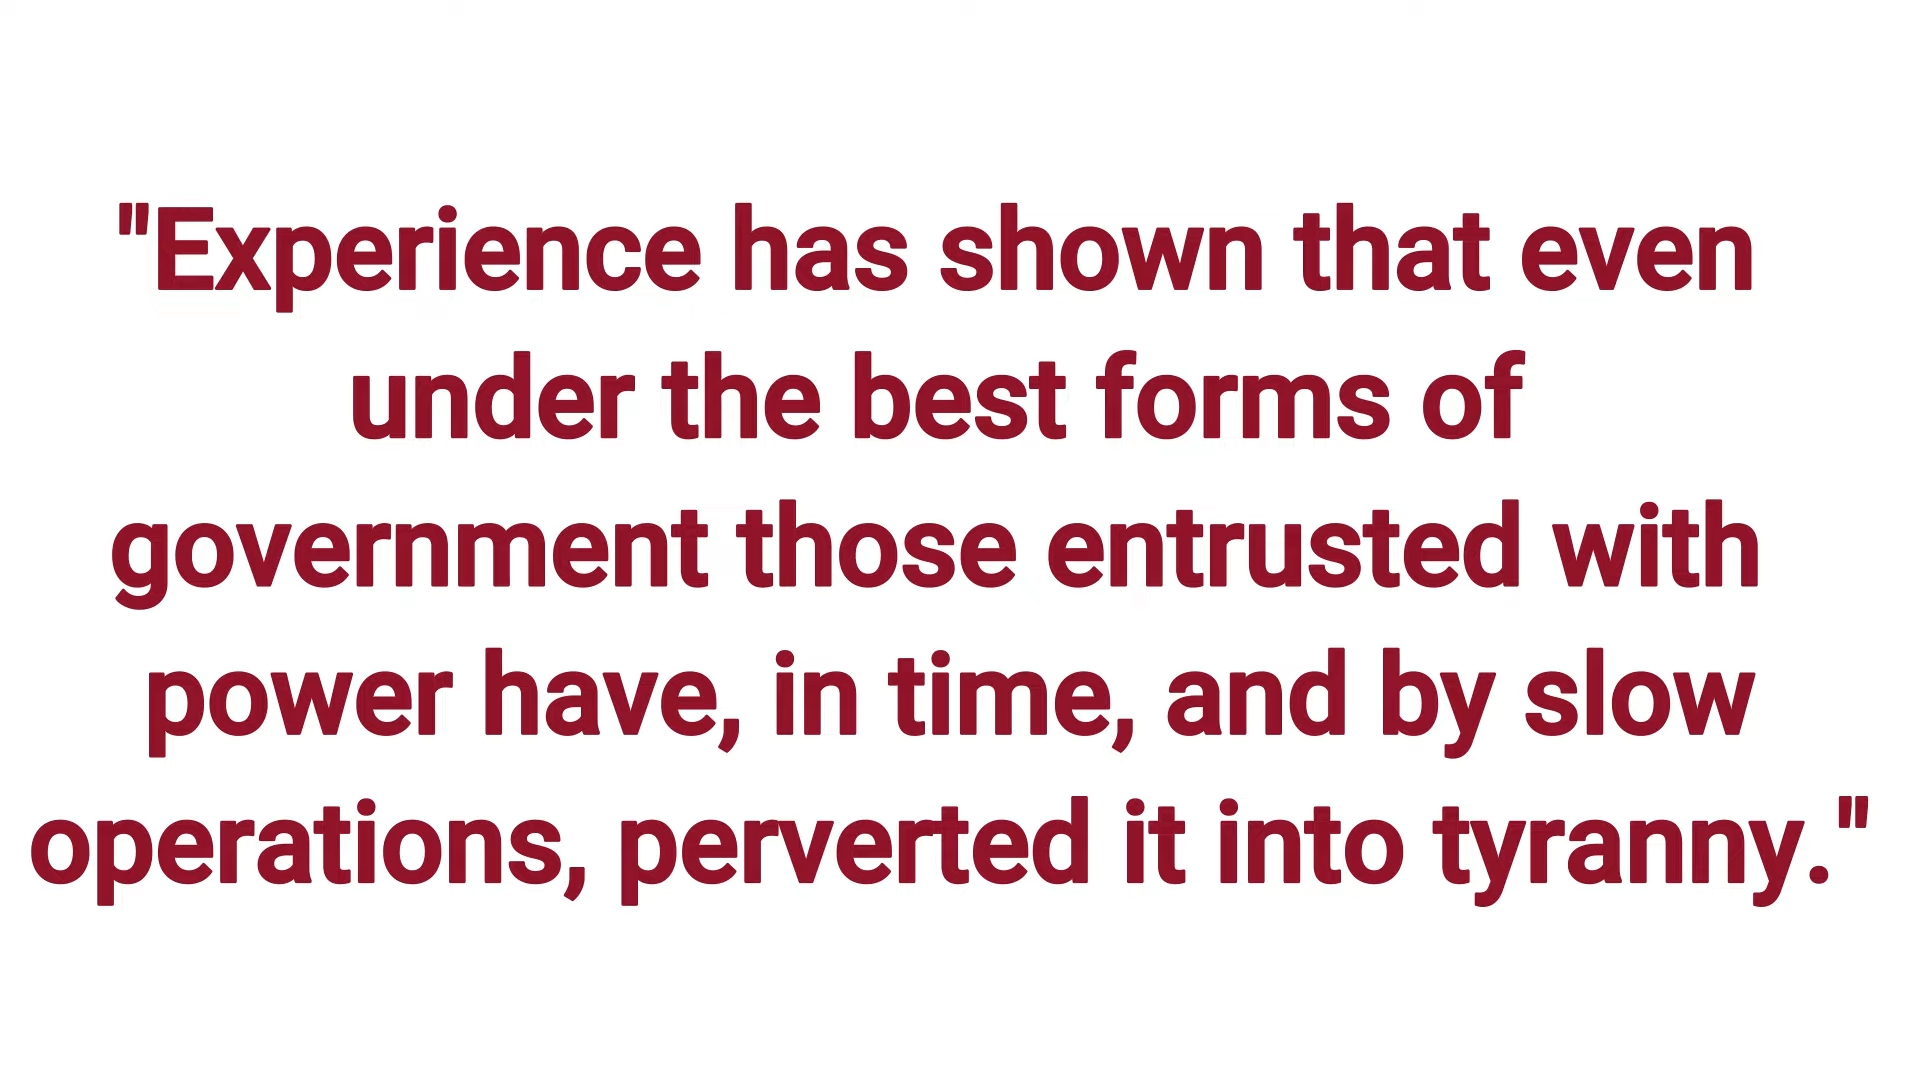 "Experience has shown that even
under the best forms of
government those entrusted with
power have, in time, and by slow
operations, perverted it into tyranny."